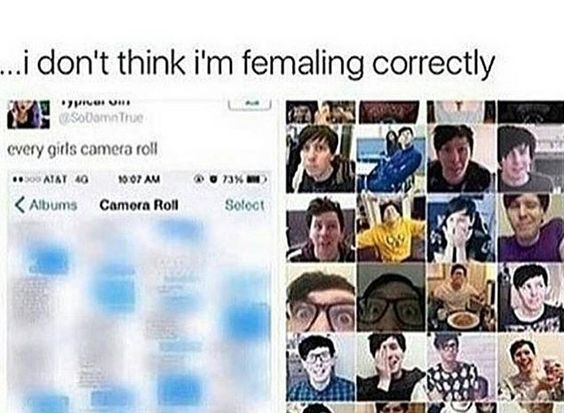 ...i don't think i'm femaling correctly
@SoDamnTrue
every girls camera roll
AT&T 4G 10:07 AM 73%
Albums Camera Roll Select